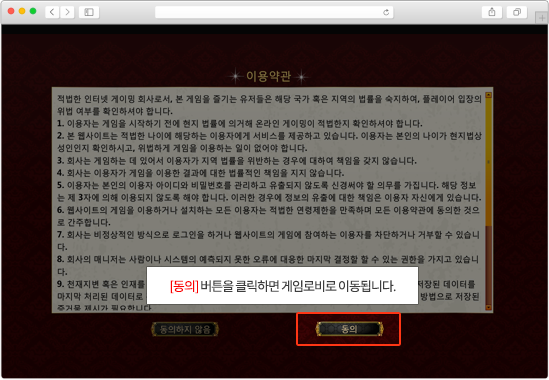 이용약관
적법한 인터넷 게이밍 회사로서, 본 게임을 즐기는 유저들은 해당 국가 혹은 지역의 법률을 숙지하여, 플레이어 입장의
위법 여부를 확인하셔야 합니다.
1. 이용자는 게임을 시작하기 전에 현지 법률에 의거해 온라인 게이밍이 적법한지 확인하셔야 합니다.
2. 본 웹사이트는 적법한 나이에 해당하는 이용자에게 서비스를 제공하고 있습니다. 이용자는 본인의 나이가 현지법상
성인인지 확인하시고, 위법하게 게임을 이용하는 일이 없어야 합니다.
3. 회사는 게임하는 데 있어서 이용자가 지역 법률을 위반하는 경우에 대하여 책임을 갖지 않습니다.
4. 회사는 이용자가 게임을 이용한 결과에 대한 법률적인 책임을 지지 않습니다.
5. 이용자는 본인의 이용자 아이디와 비밀번호를 관리하고 유출되지 않도록 신경써야 할 의무를 가집니다. 해당 정보
는 제 3자에 의해 이용되지 않도록 해야 합니다. 이러한 경우에 정보의 유출에 대한 책임은 이용자 자신에게 있습니다.
6. 웹사이트의 게임을 이용하거나 설치하는 모든 이용자는 적법한 연령제한을 만족하며 모든 이용약관에 동의한 것으
로 간주합니다.
7. 회사는 비정상적인 방식으로 로그인을 하거나 웹사이트의 게임에 참여하는 이용자를 차단하거나 거부할 수 있습니
다.
8. 회사의 매니저는 사람이나 시스템의 예측되지 못한 오류에 대응한 마지막 결정할 할 수 있는 권한을 가지고 있습니
다.
9. 천재지변 혹은 인재를 저장된 데이터를
마지막 처리된 데이터로 방법으로 저장된
증거물 제시가 필요합니다.
[동의] 버튼을 클릭하면 게임로비로 이동됩니다.
동의하지 않음
동의